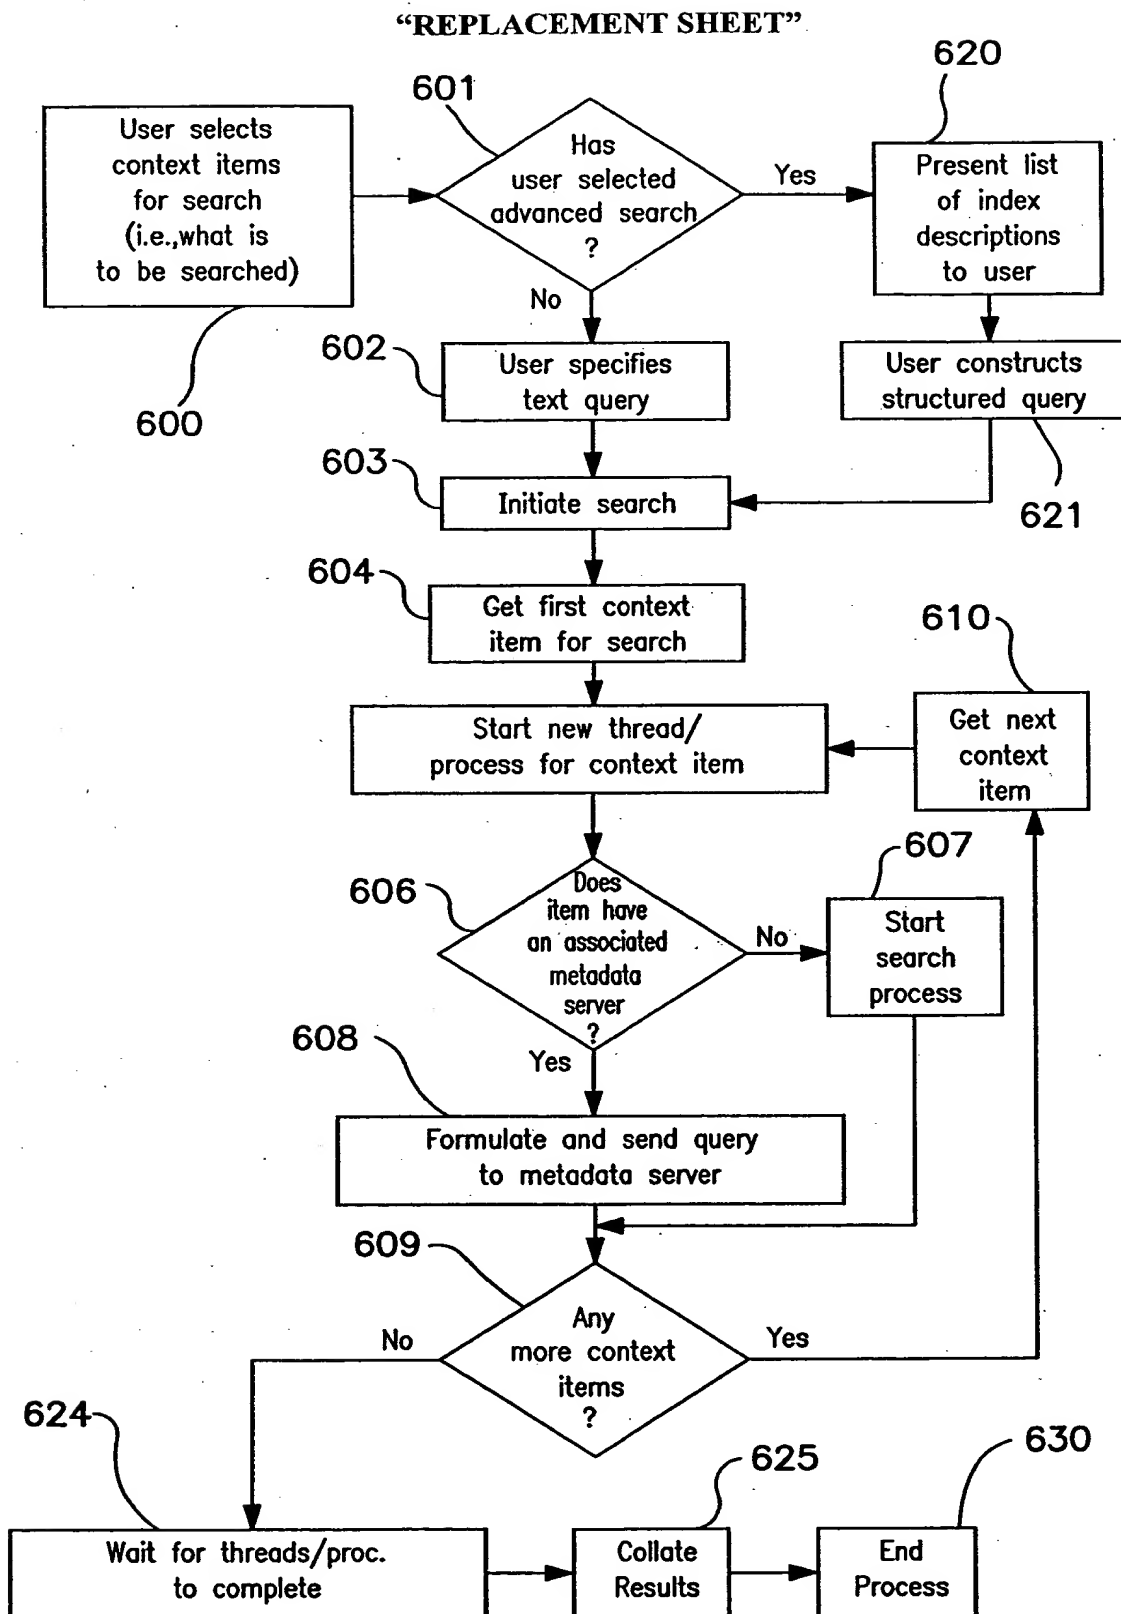 “REPLACEMENT SHEET”
620
601
User selects
context items
for search
(i.e.,what is
to be searched)
600
Has
user selected
advanced search
?
Yes
No
Present list
of index
descriptions
to user
602
User specifies
text query
User constructs
structured query
621
603
Initiate search
604
Get first context
item for search
610
Start new thread/
process for context item
Get next
context
item
606
Does
item have
an associated
metadata
server
?
No
Yes
607
Start
search
process
608
Formulate and send query
to metadada server
609
Any
more context
items
?
No
Yes
624
Wait for threads/proc.
to complete
625
Collate
Results
630
End
Process